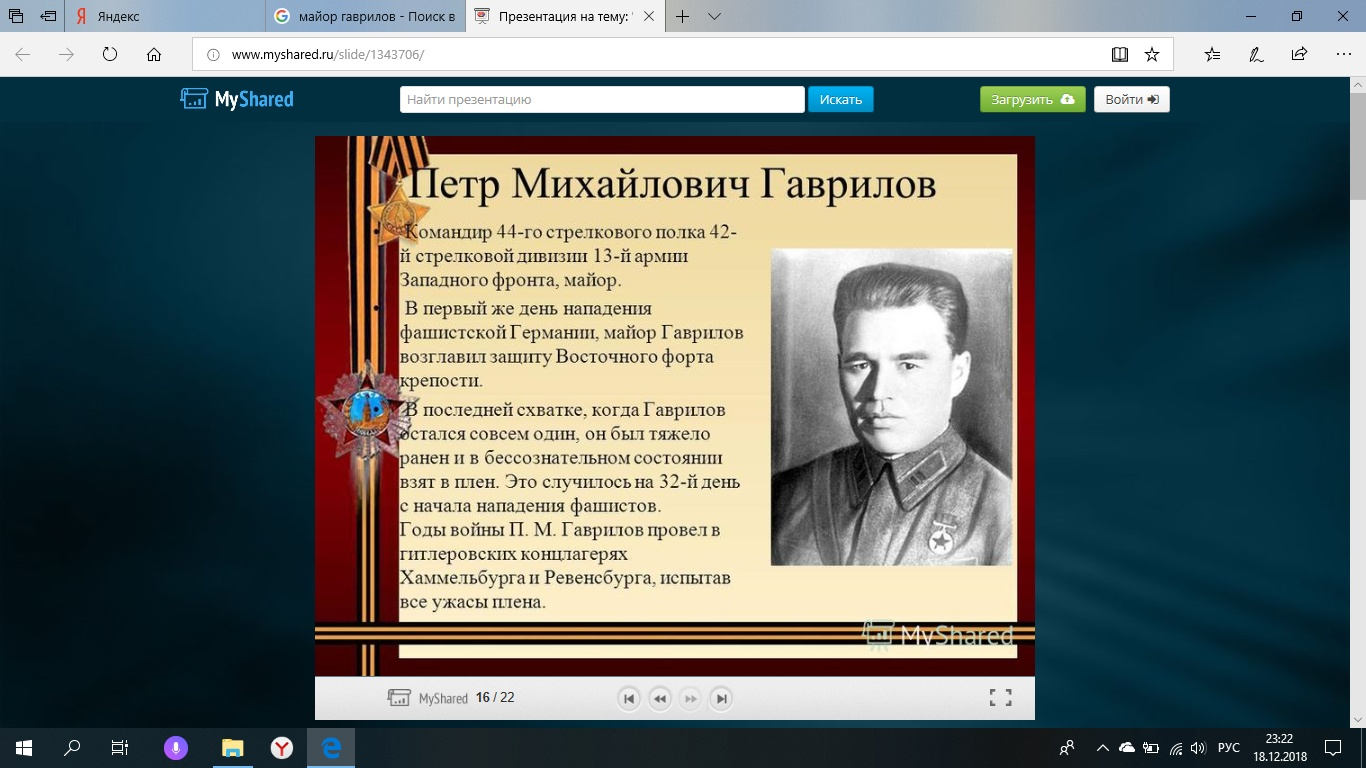 Яндекс
майор гаврилов - Поиск в
Презентация на тему: "
www.myshared.ru/slide/1343706/
MyShared
Найти презентацию
Искать
Загрузить
Войти
Петр Михайлович Гаврилов
Командир 44-го стрелкового полка 42-
й стрелковой дивизии 13-й армии
Западного фронта, майор.
В первый же день нападения
фашистской Германии, майор Гаврилов
возглавил защиту Восточного форта
крепости.
В последней схватке, когда Гаврилов
остался совсем один, он был тяжело
ранен и в бессознательном состоянии
взят в плен. Это случилось на 32-й день
с начала нападения фашистов.
Годы войны П. М. Гаврилов провел в
гитлеровских концлагерях
Хаммельбурга и Ревенсбурга, испытав
все ужасы плена.
MyShared
MyShared 16 / 22
РУС
23:22
18.12.2018